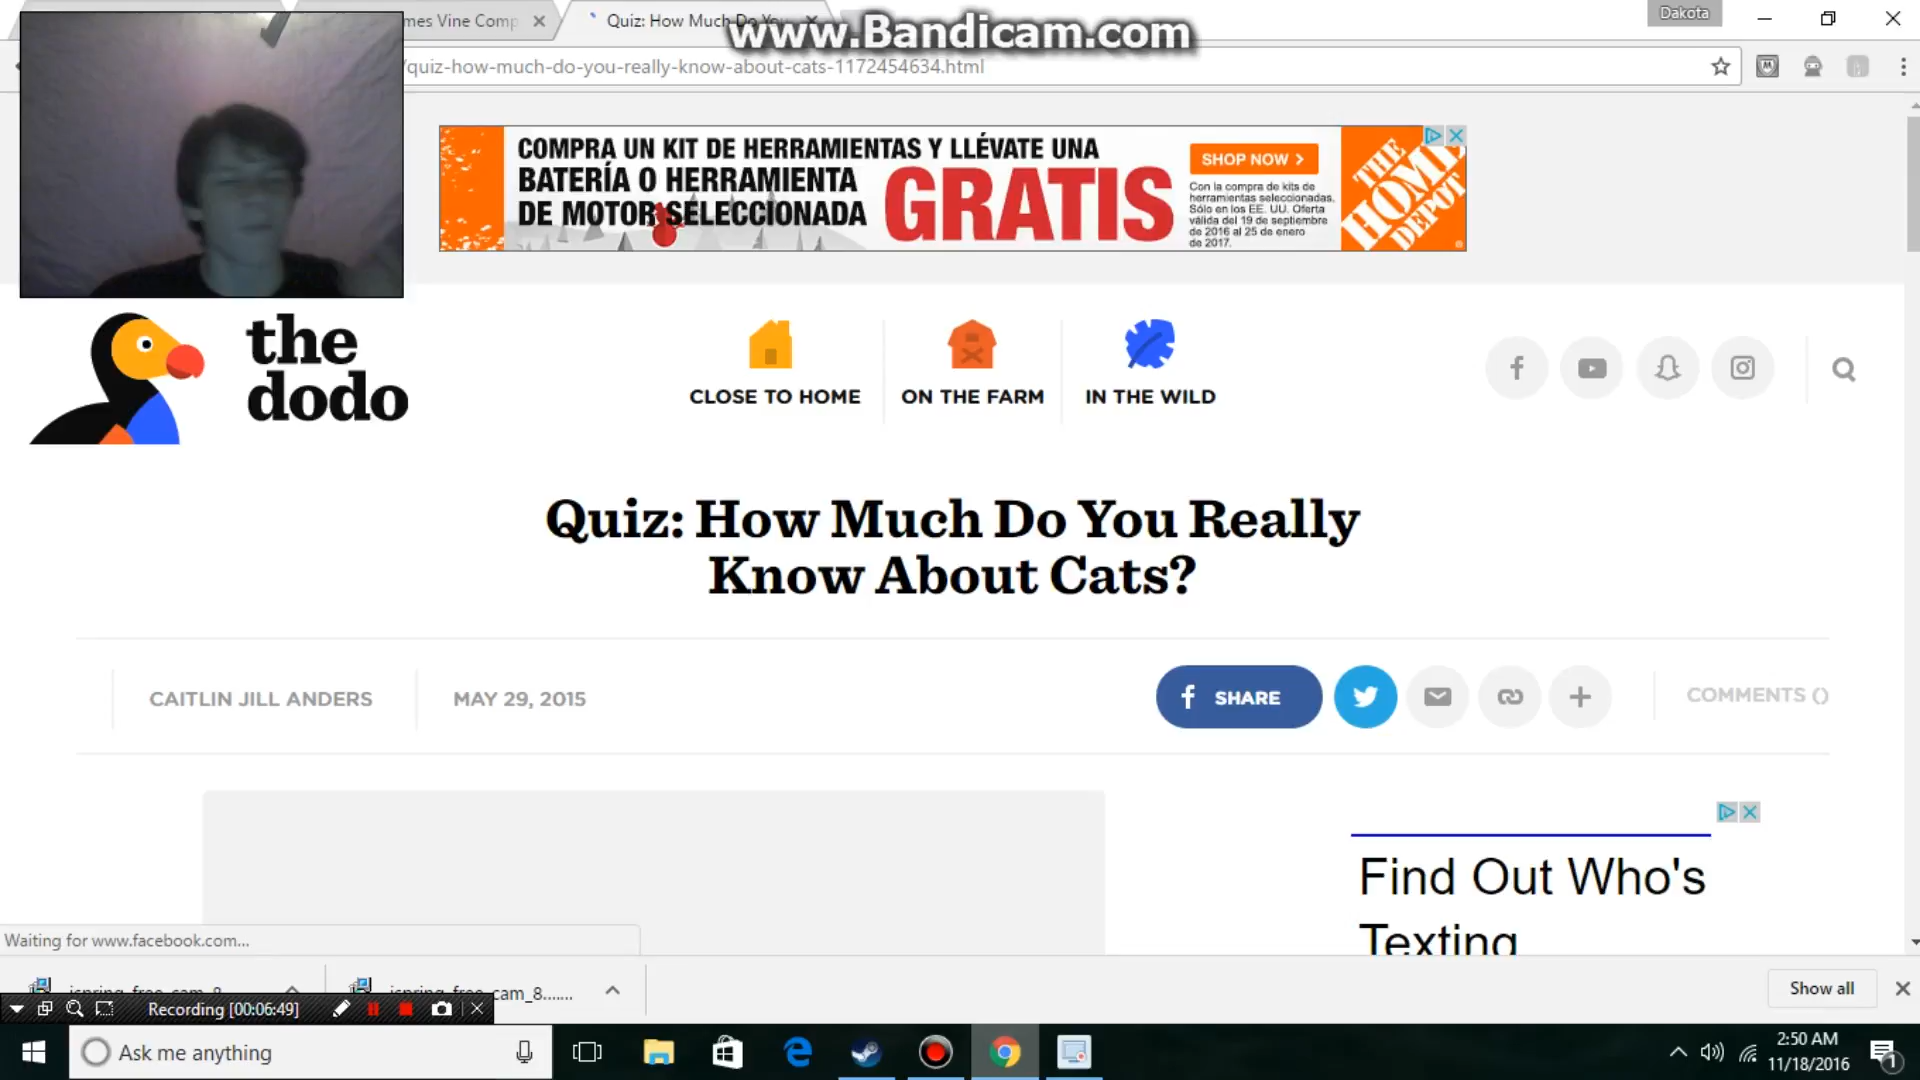 mes Vine Comp
Quiz: How Much Do Yo
www.Bandicam.com
Dakota
/quiz-how-much-do-you-really-know-about-cats-1172454634.html
COMPRA UN KIT DE HERRAMIENTAS Y LLÉVATE UNA
BATERÍA O HERRAMIENTA
DE MOTOR SELECCIONADA
GRATIS
SHOP NOW >
Con la compra de kits de
herramientas seleccionadas.
Sólo en los EE. UU. Oferta
válida del 19 de septiembre
de 2016 al 25 de enero
de 2017.
THE HOME DEPOT
the
dodo
CLOSE TO HOME
ON THE FARM
IN THE WILD
Quiz: How Much Do You Really
Know About Cats?
CAITLIN JILL ANDERS
MAY 29, 2015
SHARE
COMMENTS ()
Find Out Who's
Texting
Waiting for www.facebook.com...
ispring_free_cam_8
ispring_free_cam_8.......
Show all
Recording [00:06:49]
Ask me anything
2:50 AM
11/18/2016
1